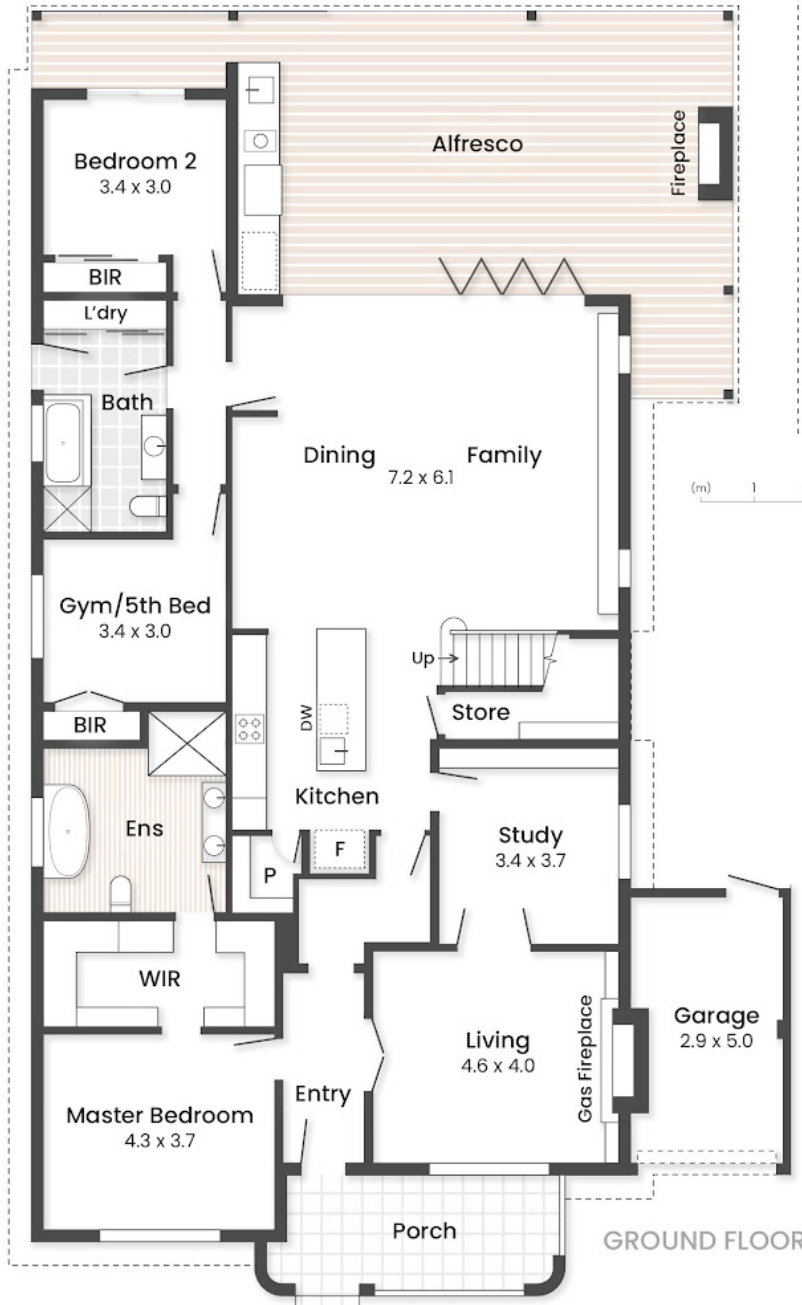 Alfresco
Fireplace
Bedroom 2
3.4 x 3.0
BIR
L'dry
Bath
Dining
Family
7.2 x 6.1
(m)
1
Gym/5th Bed
3.4 x 3.0
BIR
Up
Store
DW
Kitchen
Ens
F
P
Study
3.4 x 3.7
WIR
Living
4.6 x 4.0
Gas Fireplace
Garage
2.9 x 5.0
Entry
Master Bedroom
4.3 x 3.7
Porch
GROUND FLOOR